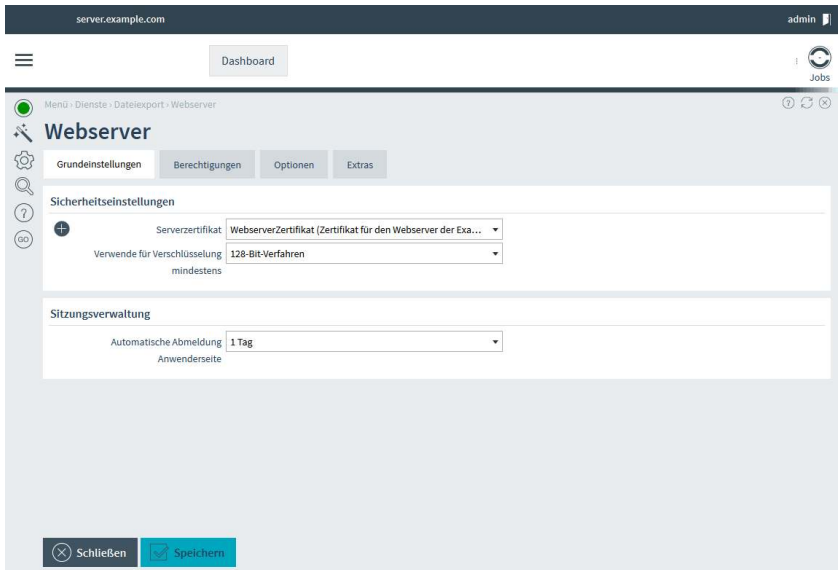 server.example.com
admin
Dashboard
Jobs
Menü › Dienste › Dateiexport › Webserver
Webserver
Grundeinstellungen
Berechtigungen
Optionen
Extras
Sicherheitseinstellungen
Serverzertifikat
WebserverZertifikat (Zertifikat für den Webserver der Exa...
Verwende für Verschlüsselung
mindestens
128-Bit-Verfahren
GO
Sitzungsverwaltung
Automatische Abmeldung
Anwenderseite
1 Tag
Schließen
Speichern